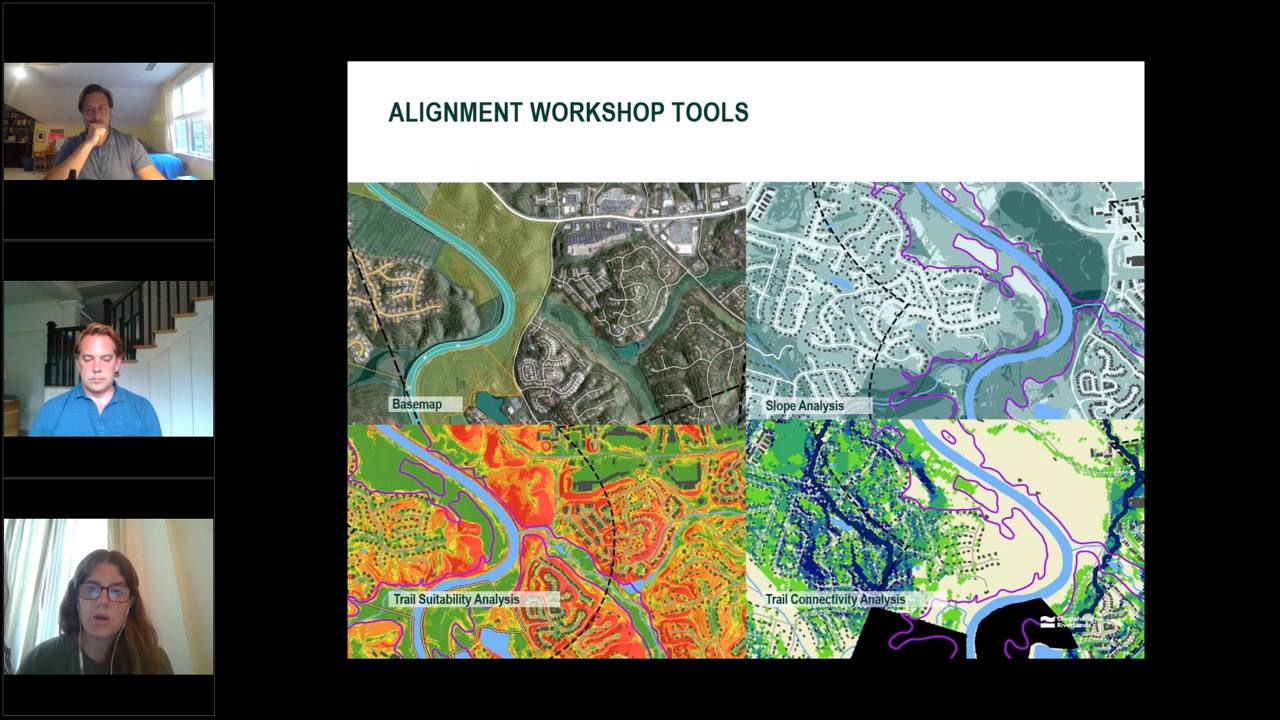 ALIGNMENT WORKSHOP TOOLS
Basemap
Slope Analysis
Trail Suitability Analysis
Trail Connectivity Analysis